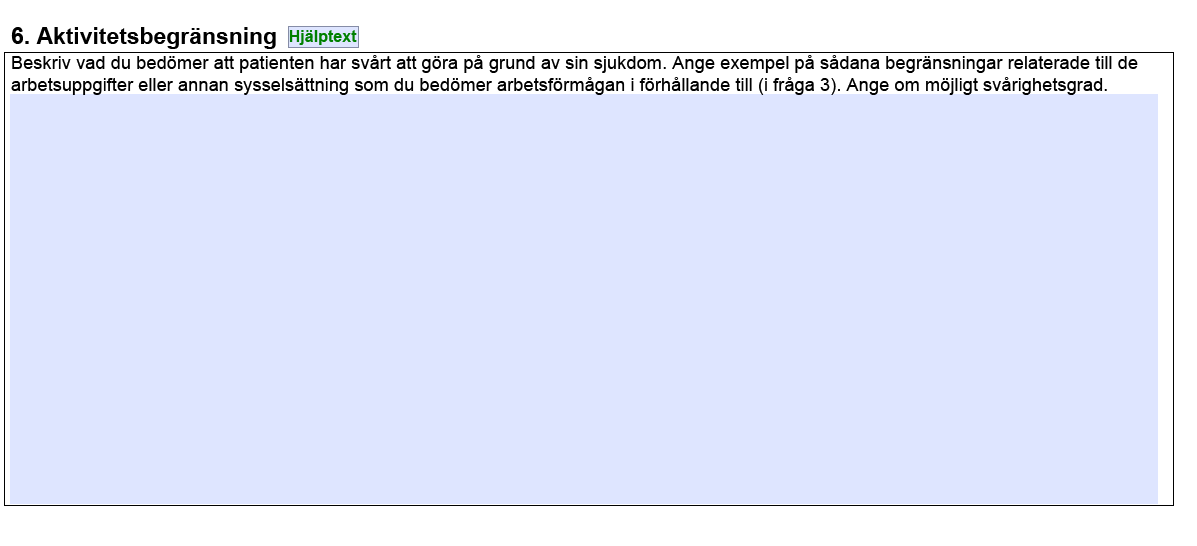 6. Aktivitetsbegränsning Hjälptext
Beskriv vad du bedömer att patienten har svårt att göra på grund av sin sjukdom. Ange exempel på sådana begränsningar relaterade till de
arbetsuppgifter eller annan sysselsättning som du bedömer arbetsförmågan i förhållande till (i fråga 3). Ange om möjligt svårighetsgrad.